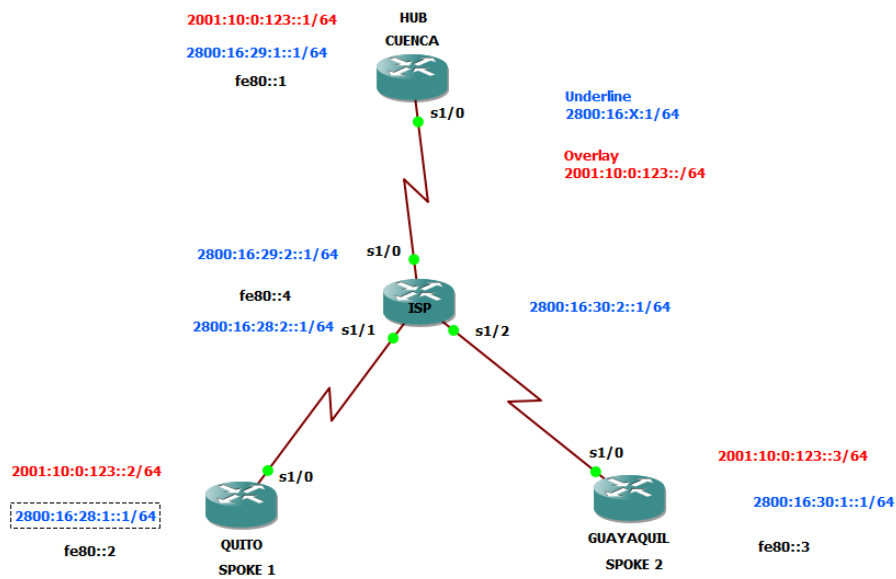 2001:10:0:123::1/64
HUB
CUENCA
2800:16:29:1::1/64
fe80::1
s1/0
Underline
2800:16:X:1/64
Overlay
2001:10:0:123::/64
2800:16:29:2::1/64
s1/0
fe80::4
ISP
2800:16:30:2::1/64
2800:16:28:2::1/64
s1/1
s1/2
2001:10:0:123::2/64
s1/0
2800:16:28:1::1/64
fe80::2
QUITO
SPOKE 1
s1/0
2001:10:0:123::3/64
2800:16:30:1::1/64
GUAYAQUIL
fe80::3
SPOKE 2